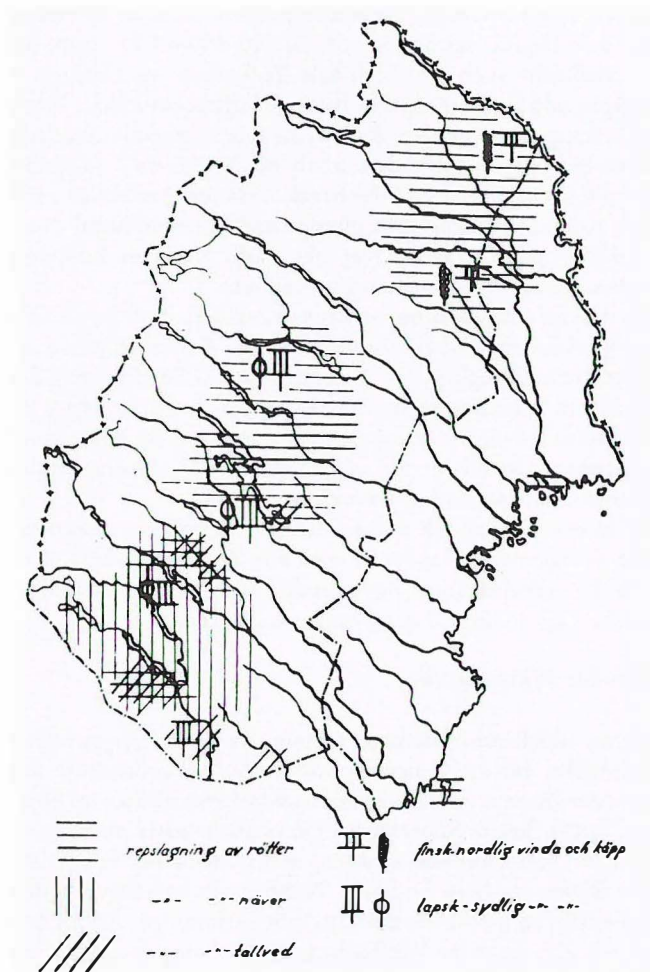 repslagning av rötter
-"- -"- näver
-"- -"- tallved
finsk-nordlig vinda och käpp
lapsk-sydlig -"- -"-